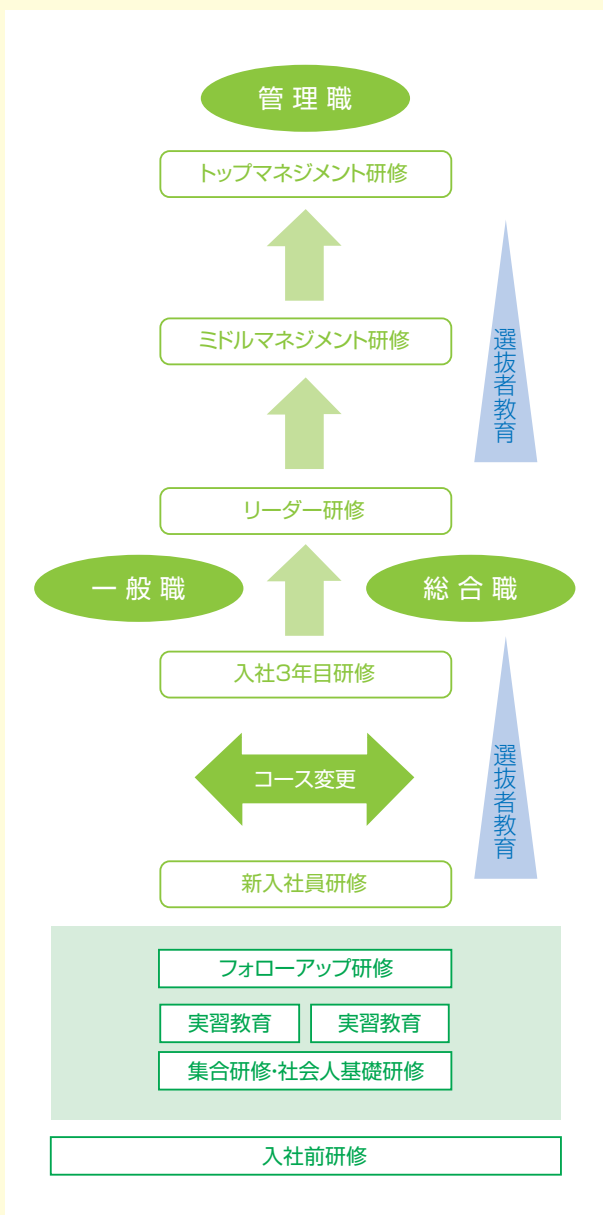 管理職
トップマネジメント研修
ミドルマネジメント研修
選抜者教育
リーダー研修
一般職
総合職
入社3年目研修
コース変更
選抜者教育
新入社員研修
フォローアップ研修
実習教育
実習教育
集合研修・社会人基礎研修
入社前研修